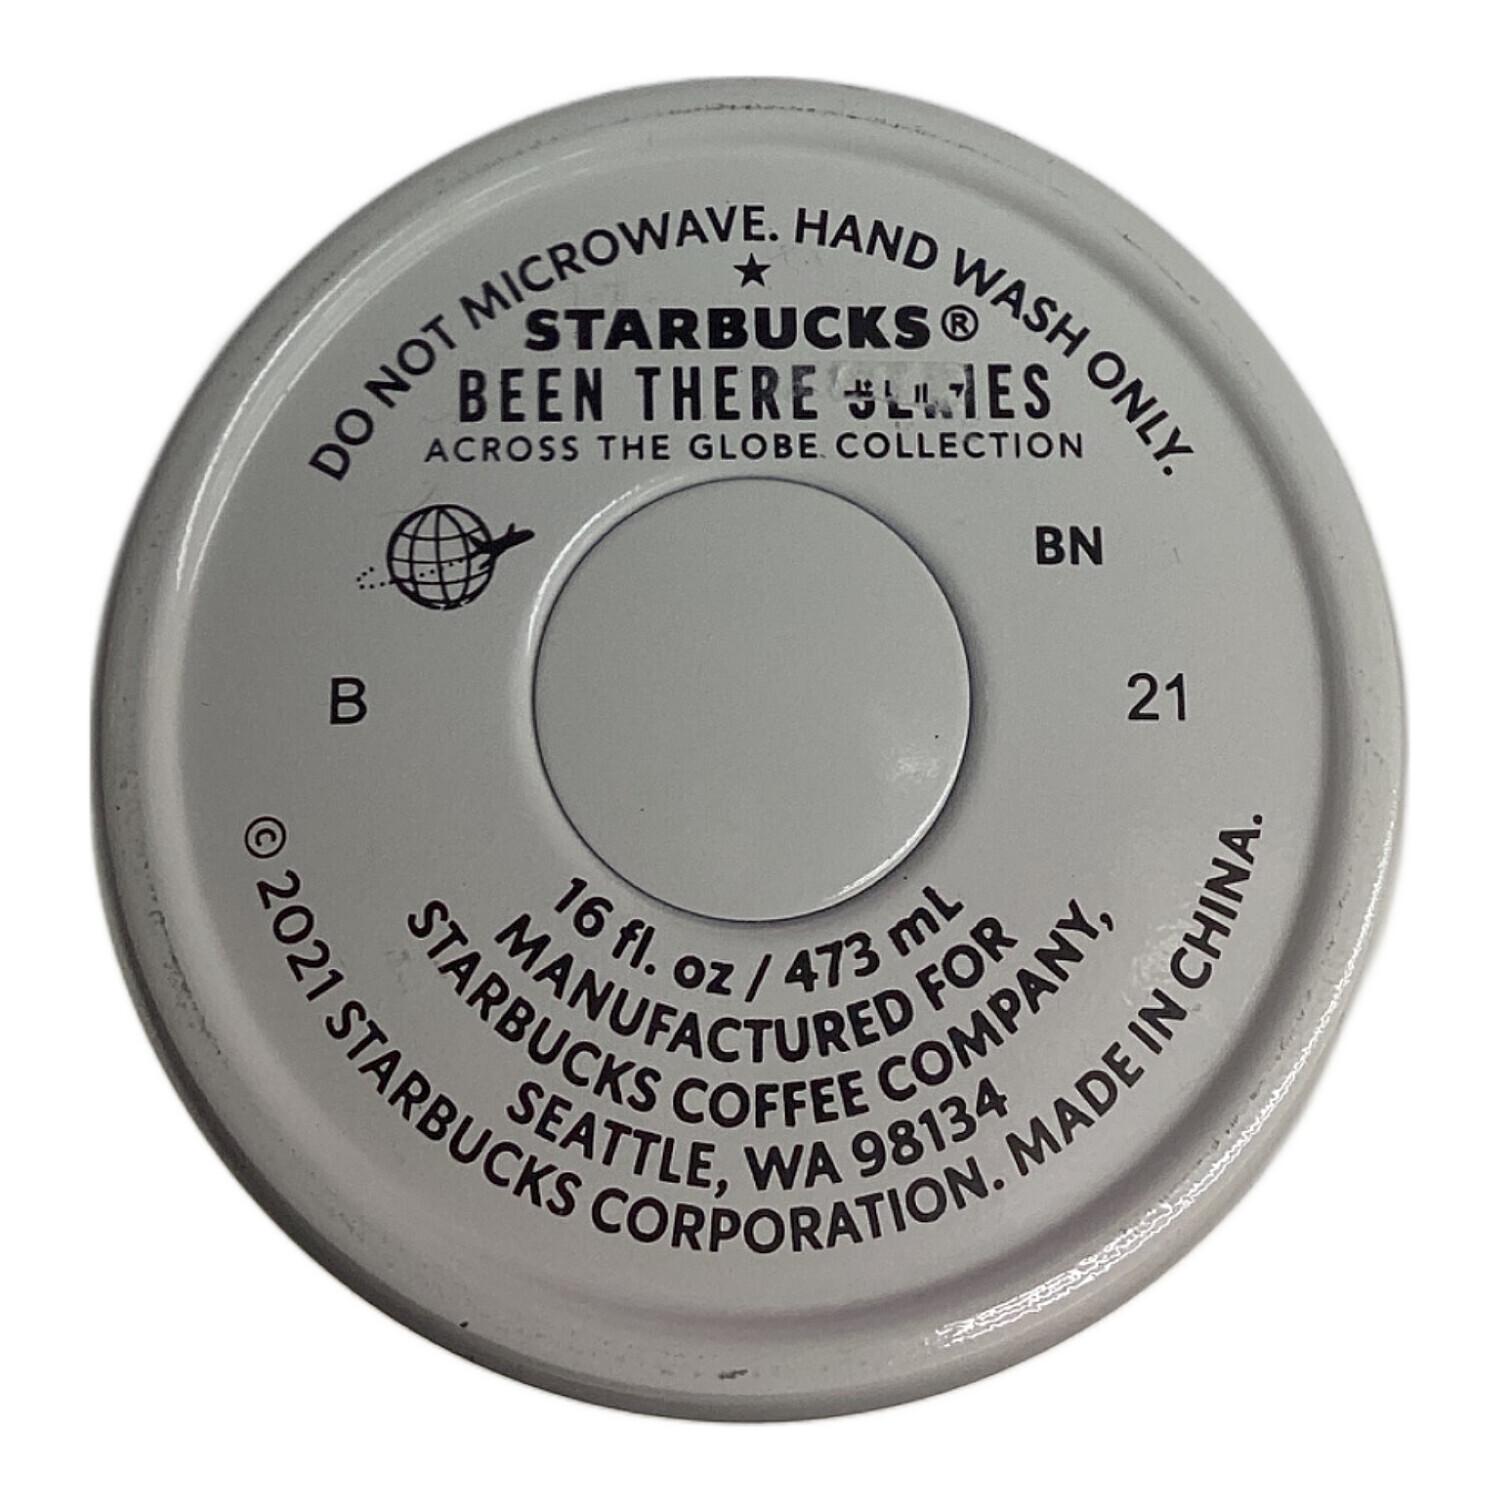 DO NOT MICROWAVE. HAND WASH ONLY.
STARBUCKS®
BEEN THERE SERIES
ACROSS THE GLOBE COLLECTION
BN
B
21
16 fl. oz / 473 mL
MANUFACTURED FOR
STARBUCKS COFFEE COMPANY,
SEATTLE, WA 98134
© 2021 STARBUCKS CORPORATION. MADE IN CHINA.